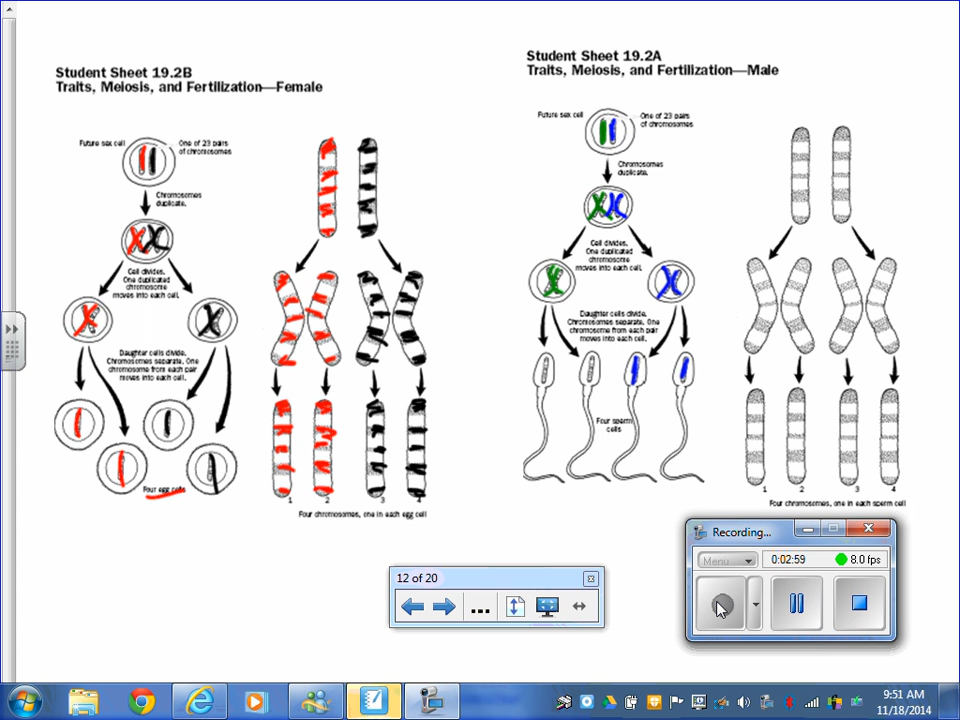 Student Sheet 19.2B
Traits, Meiosis, and Fertilization—Female
Future sex cell
One of 23 pairs
of chromosomes
Chromosomes
duplicate.
Cell divides.
One duplicated
chromosome
moves into each cell.
Daughter cells divide.
Chromosomes separate. One
chromosome from each pair
moves into each cell.
Four egg cells
1 2 3 4
Four chromosomes, one in each egg cell
Student Sheet 19.2A
Traits, Meiosis, and Fertilization—Male
Future sex cell
One of 23 pairs
of chromosomes
Chromosomes
duplicate.
Cell divides.
One duplicated
chromosome
moves into each cell.
Daughter cells divide.
Chromosomes separate. One
chromosome from each pair
moves into each cell.
Four sperm
cells
1 2 3 4
Four chromosomes, one in each sperm cell
Recording...
Menu 0:02:59 8.0 fps
12 of 20
9:51 AM
11/18/2014